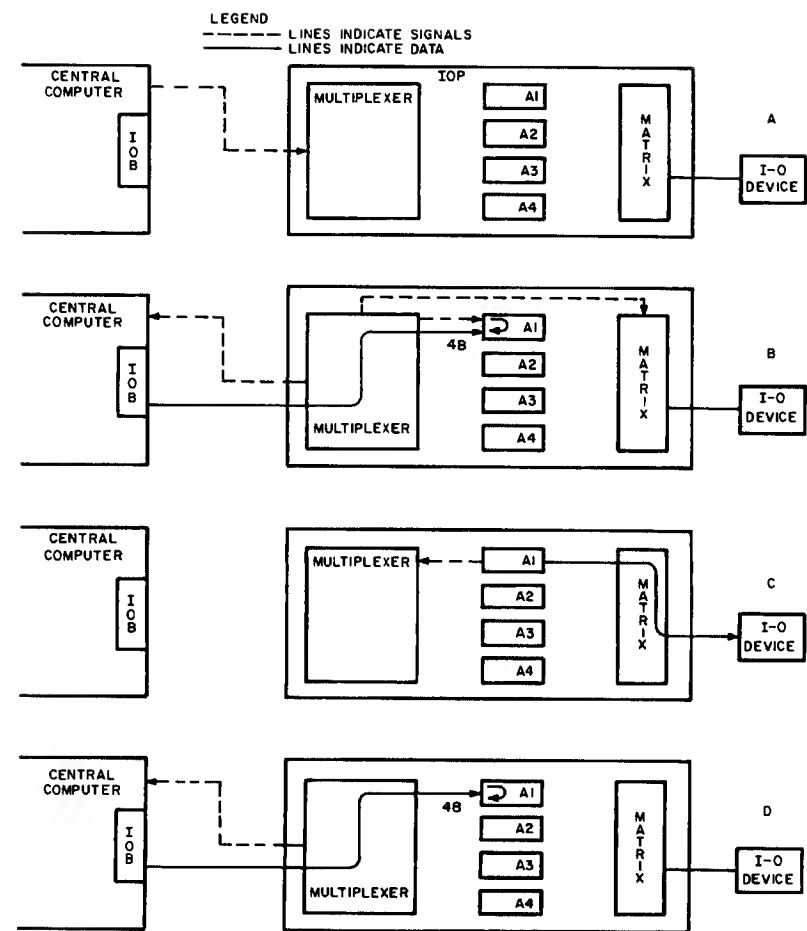 LEGEND
LINES INDICATE SIGNALS
LINES INDICATE DATA
CENTRAL
COMPUTER
IOB
IOP
MULTIPLEXER
A1
A2
A3
A4
MATRIX
A
I-O
DEVICE
CENTRAL
COMPUTER
IOB
MULTIPLEXER
4B
A1
A2
A3
A4
MATRIX
B
I-O
DEVICE
CENTRAL
COMPUTER
IOB
MULTIPLEXER
A1
A2
A3
A4
MATRIX
C
I-O
DEVICE
CENTRAL
COMPUTER
IOB
MULTIPLEXER
4B
A1
A2
A3
A4
MATRIX
D
I-O
DEVICE